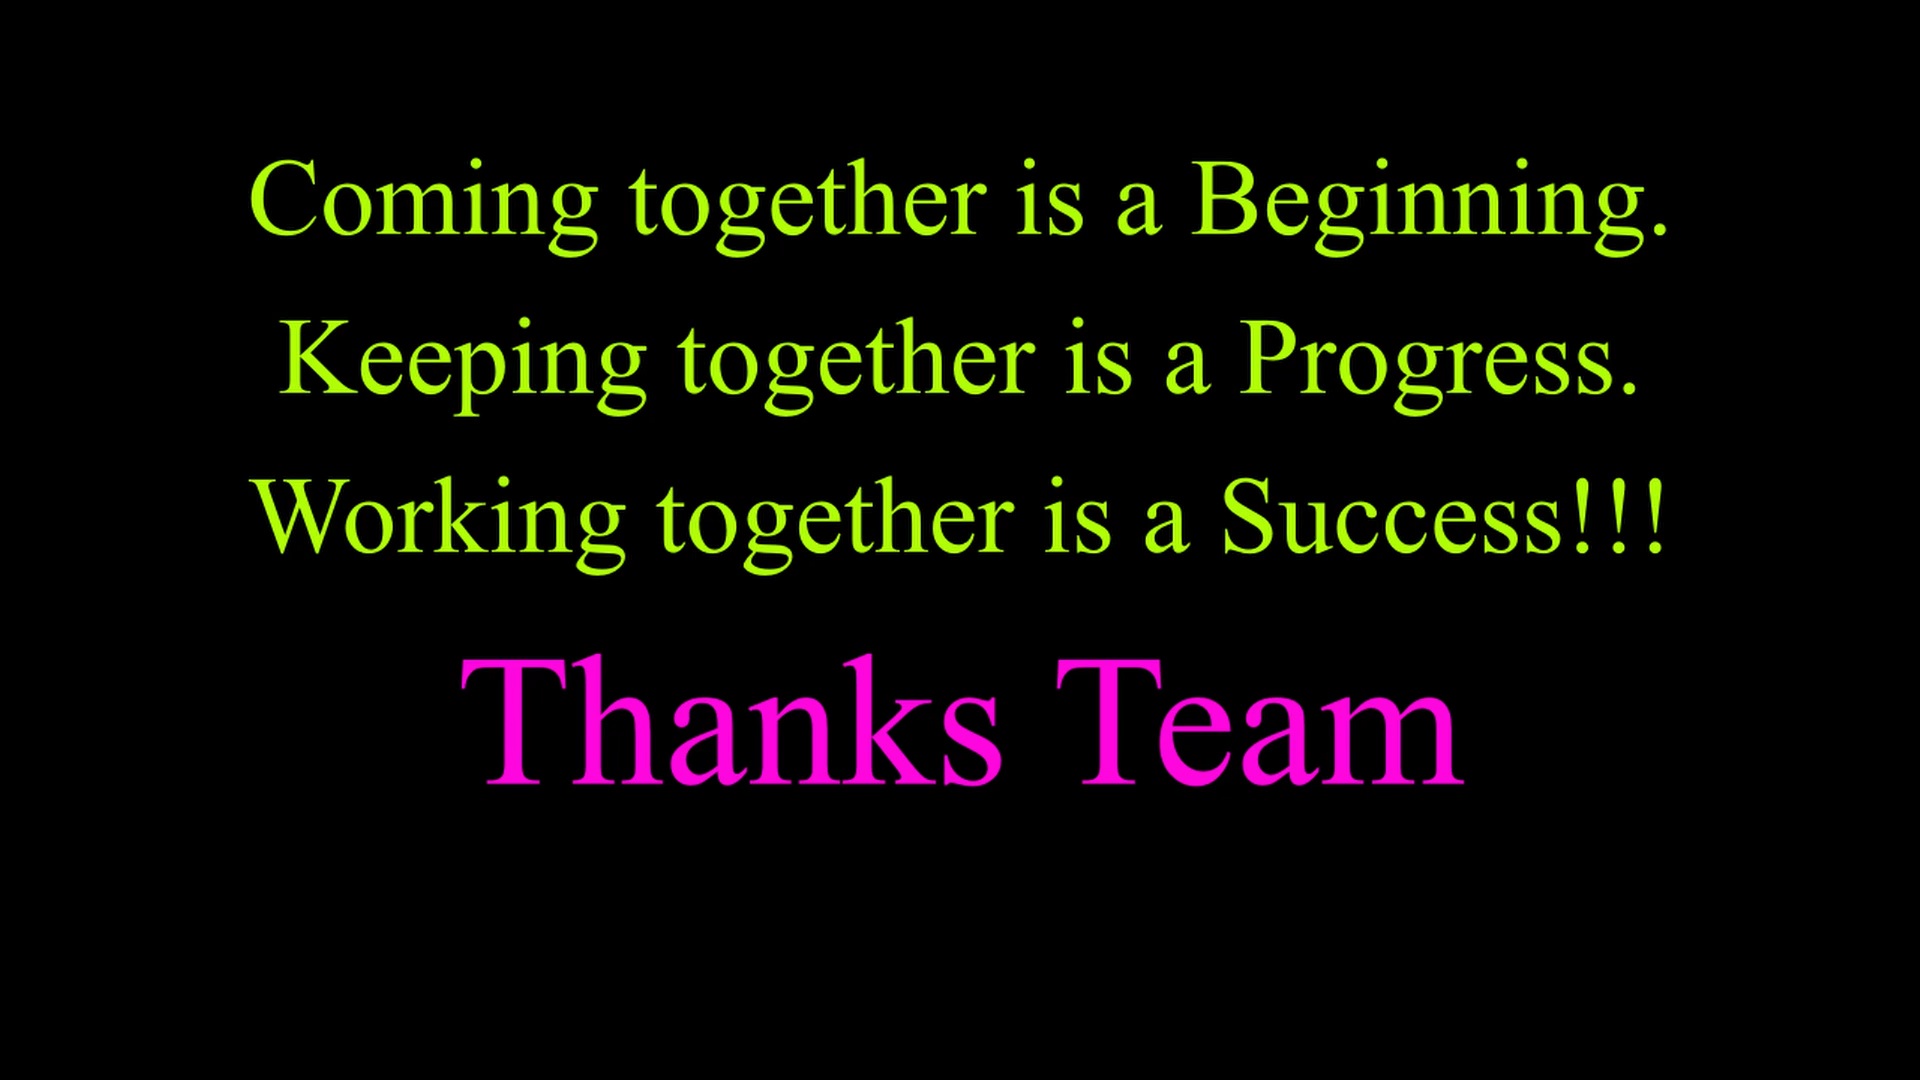 Coming together is a Beginning.
Keeping together is a Progress.
Working together is a Success!!!
Thanks Team